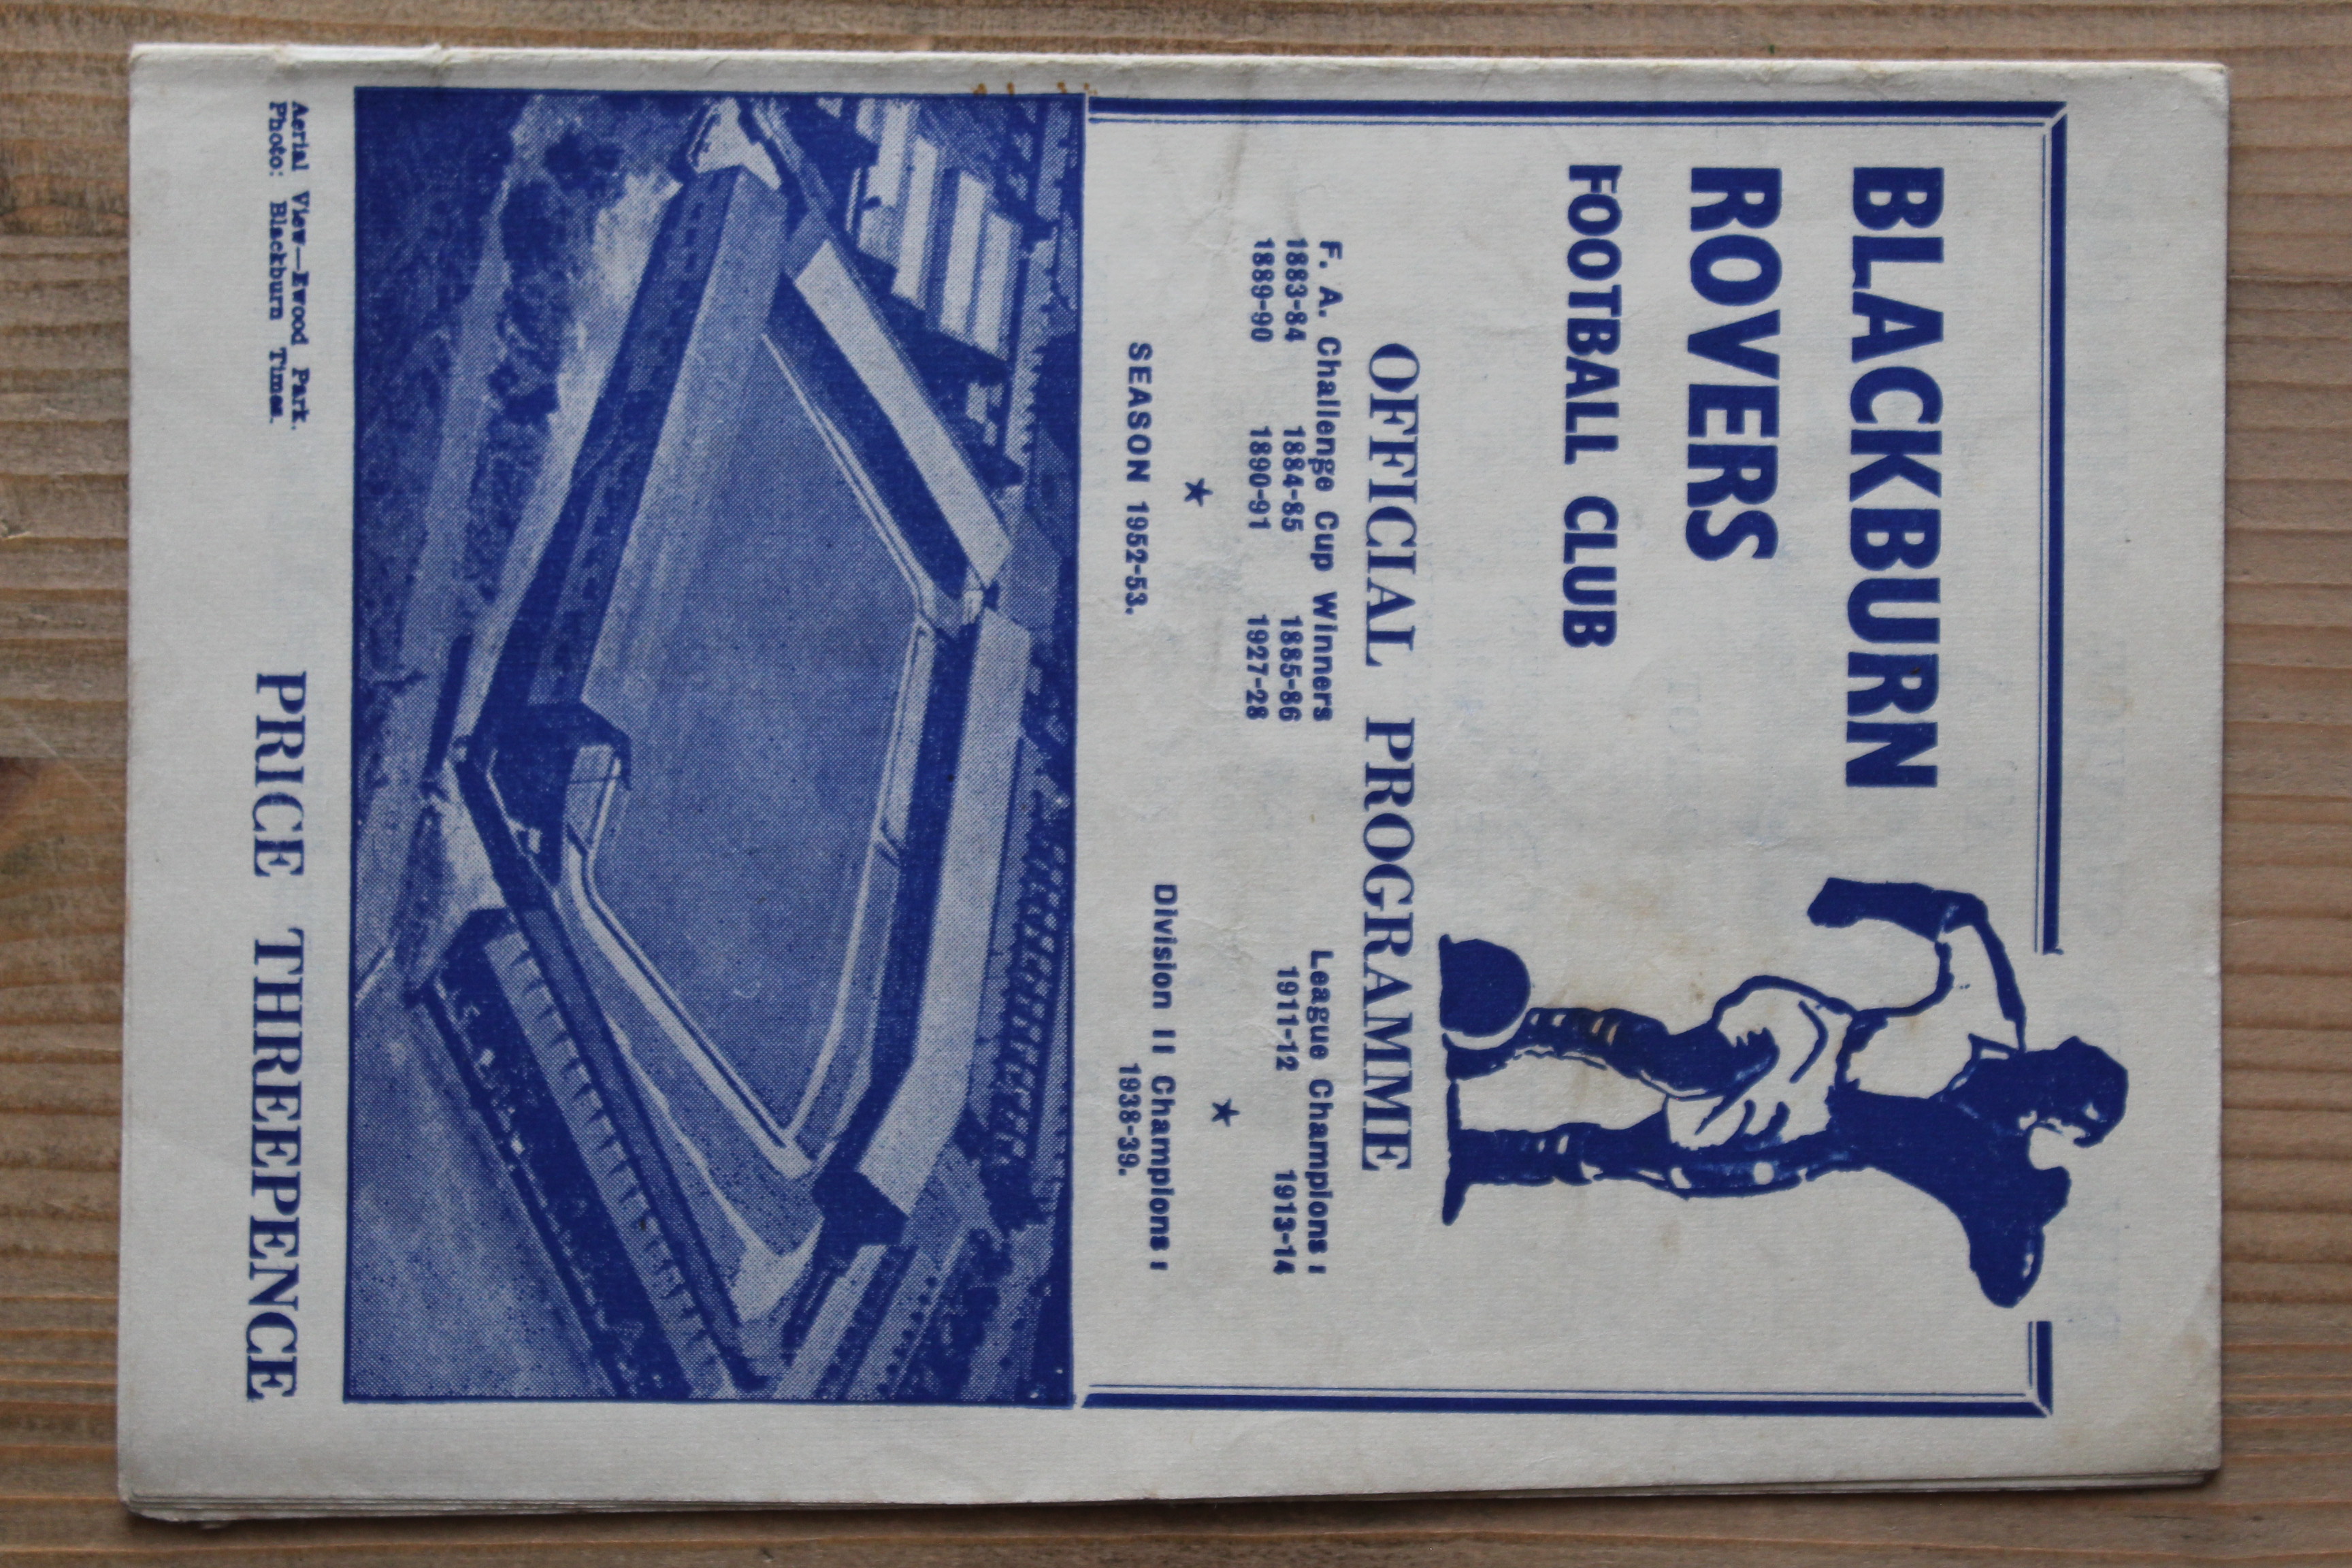 BLACKBURN
ROVERS
FOOTBALL CLUB
OFFICIAL PROGRAMME
F. A. Challenge Cup Winners
1883-84 1884-85 1885-86
1889-90 1890-91 1927-28
League Champions :
1911-12 1913-14
SEASON 1952-53.
Division II Champions :
1938-39.
Aerial View—Ewood Park.
Photo: Blackburn Times.
PRICE THREEPENCE